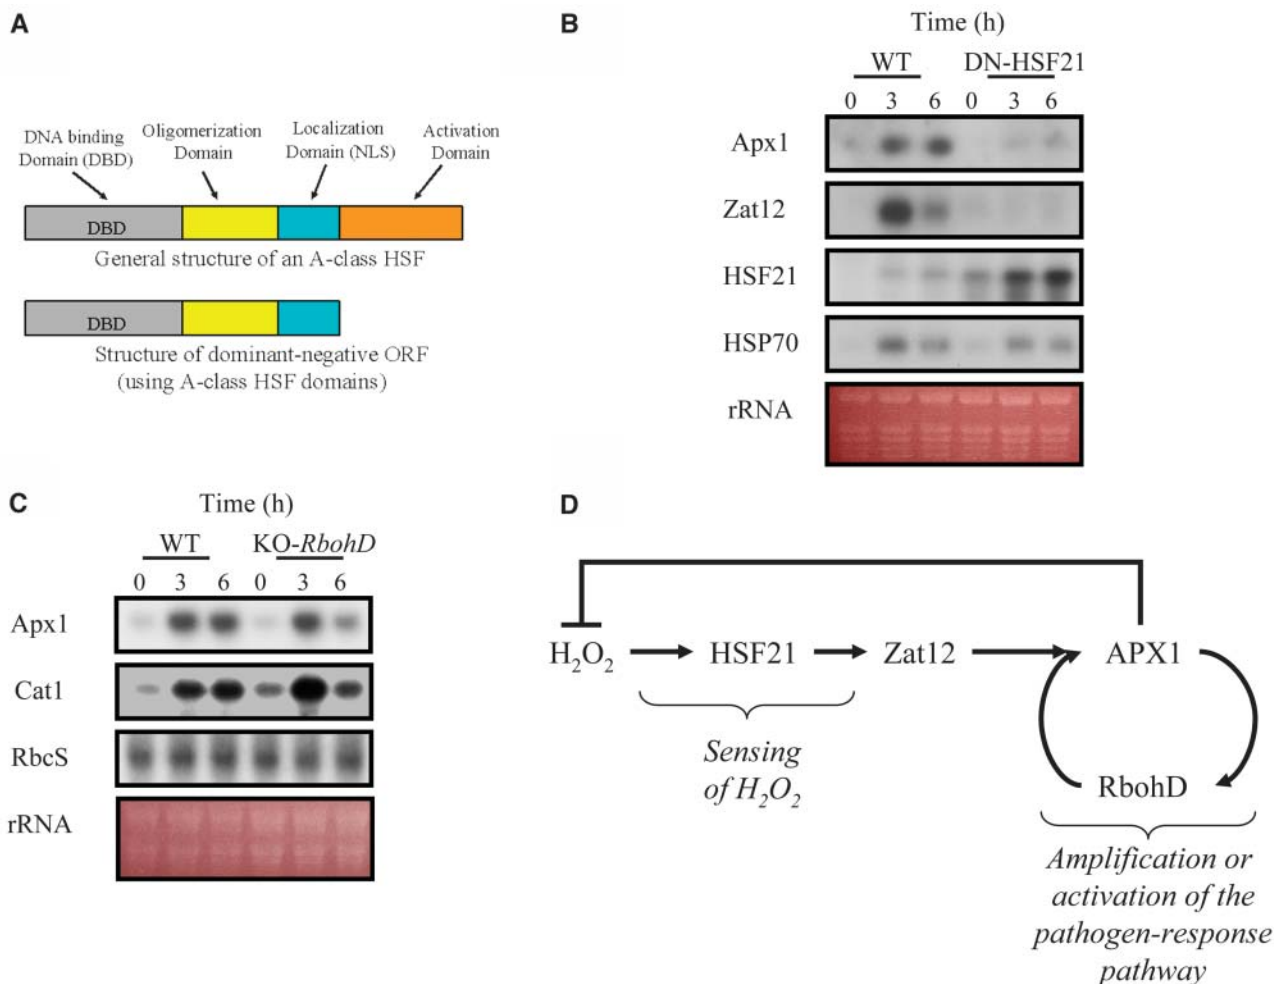 A
DNA binding
Domain (DBD)
Oligomerization
Domain
Localization
Domain (NLS)
Activation
Domain
DBD
General structure of an A-class HSF
DBD
Structure of dominant-negative ORF
(using A-class HSF domains)
B
Time (h)
WT DN-HSF21
0 3 6 0 3 6
Apx1
Zat12
HSF21
HSP70
rRNA
C
Time (h)
WT KO-RbohD
0 3 6 0 3 6
Apx1
Cat1
RbcS
rRNA
D
H₂O₂ HSF21 Zat12 APX1
Sensing
of H₂O₂
RbohD
Amplification or
activation of the
pathogen-response
pathway